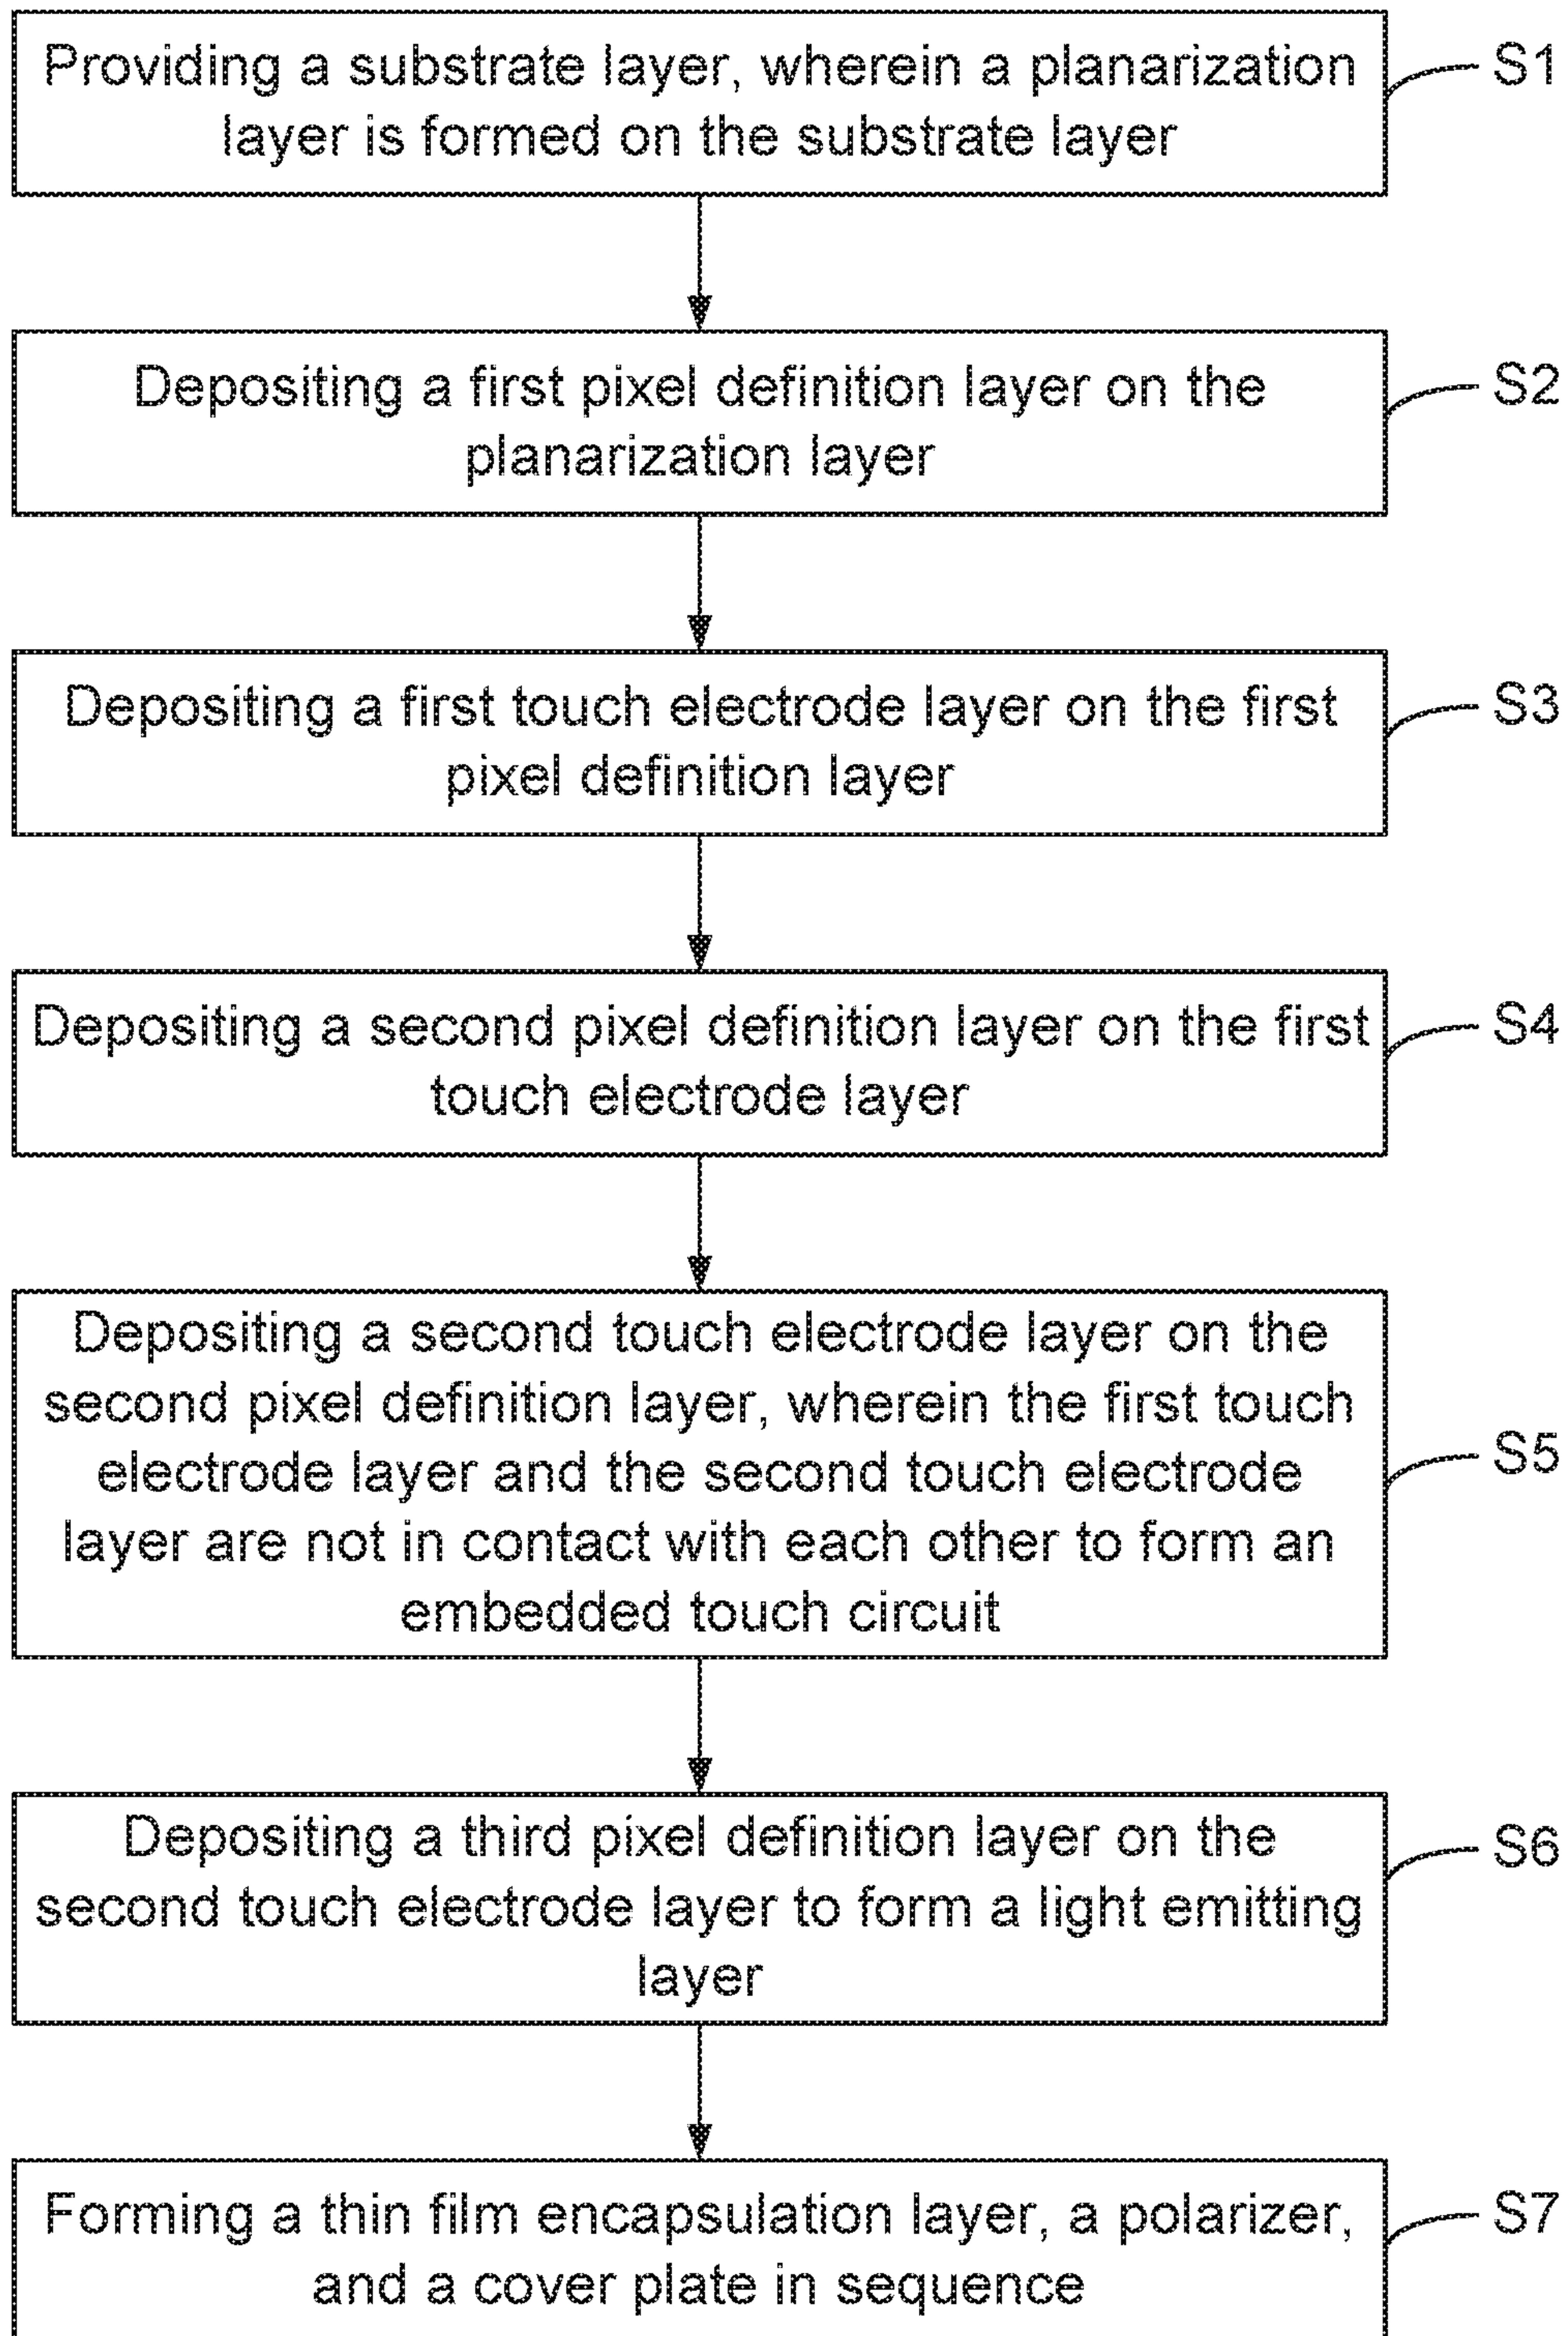 Providing a substrate layer, wherein a planarization
layer is formed on the substrate layer
S1
Depositing a first pixel definition layer on the
planarization layer
S2
Depositing a first touch electrode layer on the first
pixel definition layer
S3
Depositing a second pixel definition layer on the first
touch electrode layer
S4
Depositing a second touch electrode layer on the
second pixel definition layer, wherein the first touch
electrode layer and the second touch electrode
layer are not in contact with each other to form an
embedded touch circuit
S5
Depositing a third pixel definition layer on the
second touch electrode layer to form a light emitting
layer
S6
Forming a thin film encapsulation layer, a polarizer,
and a cover plate in sequence
S7